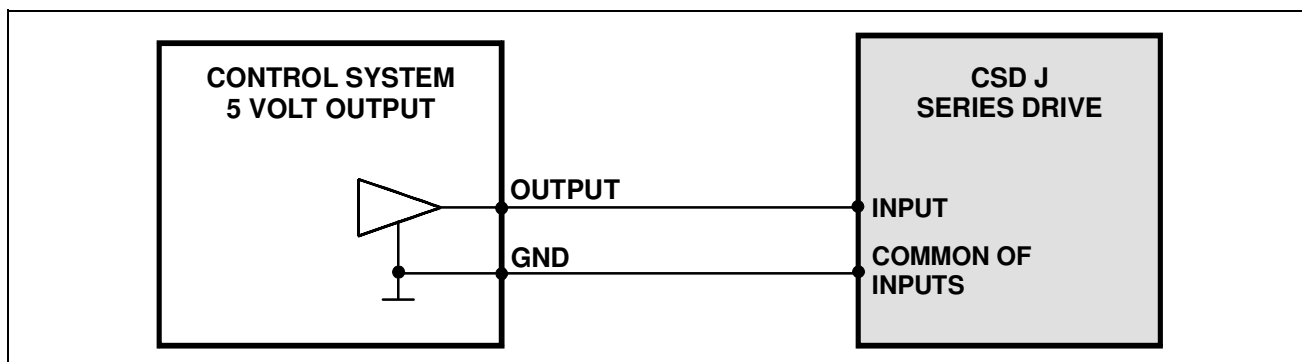 CONTROL SYSTEM
5 VOLT OUTPUT
CSD J
SERIES DRIVE
OUTPUT
INPUT
GND
COMMON OF
INPUTS